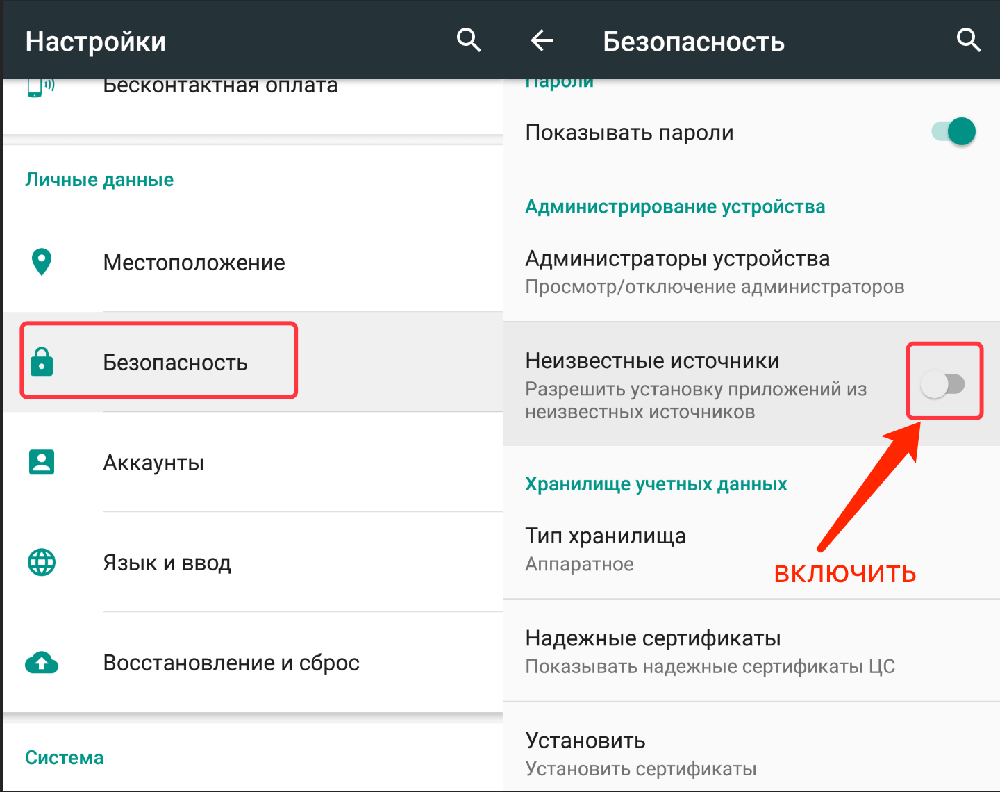 Настройки
Бесконтактная оплата
Личные данные
Местоположение
Безопасность
Аккаунты
Язык и ввод
Восстановление и сброс
Система
Безопасность
Пароли
Показывать пароли
Администрирование устройства
Администраторы устройства
Просмотр/отключение администраторов
Неизвестные источники
Разрешить установку приложений из
неизвестных источников
ВКЛЮЧИТЬ
Хранилище учетных данных
Тип хранилища
Аппаратное
Надежные сертификаты
Показывать надежные сертификаты ЦС
Установить
Установить сертификаты